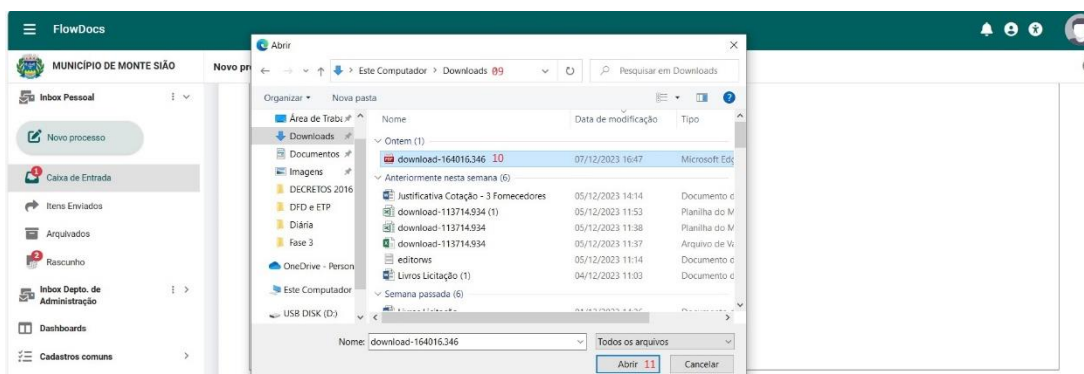 FlowDocs
MUNICÍPIO DE MONTE SIÃO
Novo pr
Inbox Pessoal
Novo processo
1
Caixa de Entrada
Itens Enviados
Arquivados
2
Rascunho
Inbox Depto. de
Administração
Dashboards
Cadastros comuns
Abrir
Este Computador > Downloads 09
Pesquisar em Downloads
Organizar
Nova pasta
Área de Traba
Downloads
Documentos
Imagens
DECRETOS 2016
DFD e ETP
Diária
Fase 3
OneDrive - Person
Este Computador
USB DISK (D:)
Nome Data de modificação Tipo
Ontem (1)
download-164016.346 10 07/12/2023 16:47 Microsoft Edg
Anteriormente nesta semana (6)
Justificativa Cotação - 3 Fornecedores 05/12/2023 14:14 Documento d
download-113714.934 (1) 05/12/2023 11:53 Planilha do M
download-113714.934 05/12/2023 11:38 Planilha do M
download-113714.934 05/12/2023 11:37 Arquivo de Va
editorws 05/12/2023 11:14 Documento d
Livros Licitação (1) 04/12/2023 11:03 Documento d
Semana passada (6)
Nome: download-164016.346
Todos os arquivos
Abrir 11
Cancelar